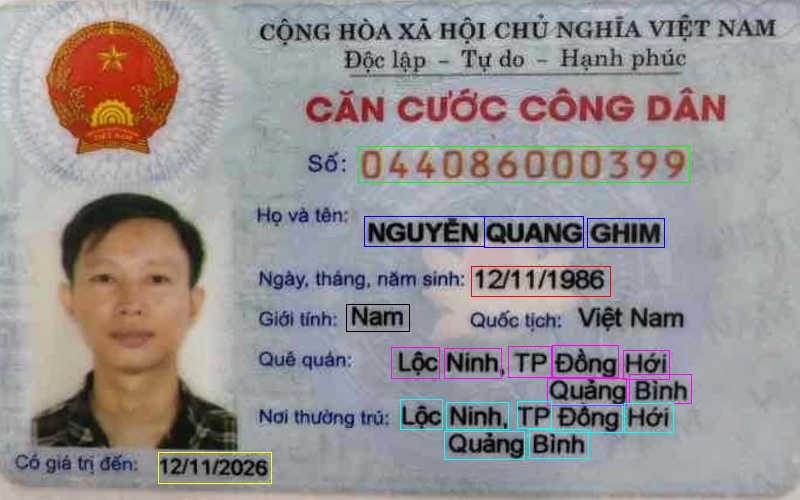 CỘNG HÒA XÃ HỘI CHỦ NGHĨA VIỆT NAM
Độc lập - Tự do - Hạnh phúc
CĂN CƯỚC CÔNG DÂN
Số: 044086000399
Họ và tên: NGUYỄN QUANG GHIM
Ngày, tháng, năm sinh: 12/11/1986
Giới tính: Nam Quốc tịch: Việt Nam
Quê quán: Lộc Ninh, TP Đồng Hới
Quảng Bình
Nơi thường trú: Lộc Ninh, TP Đồng Hới
Quảng Bình
Có giá trị đến: 12/11/2026